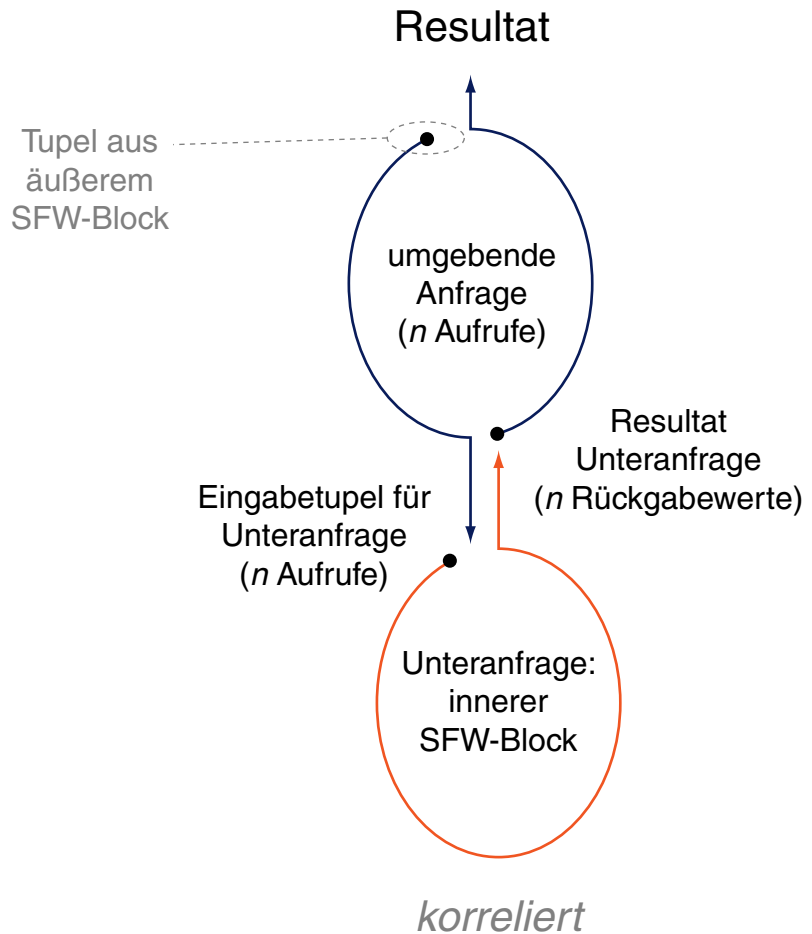 Resultat
Tupel aus
äußerem
SFW-Block
umgebende
Anfrage
(n Aufrufe)
Resultat
Unteranfrage
(n Rückgabewerte)
Eingabetupel für
Unteranfrage
(n Aufrufe)
Unteranfrage:
innerer
SFW-Block
korreliert